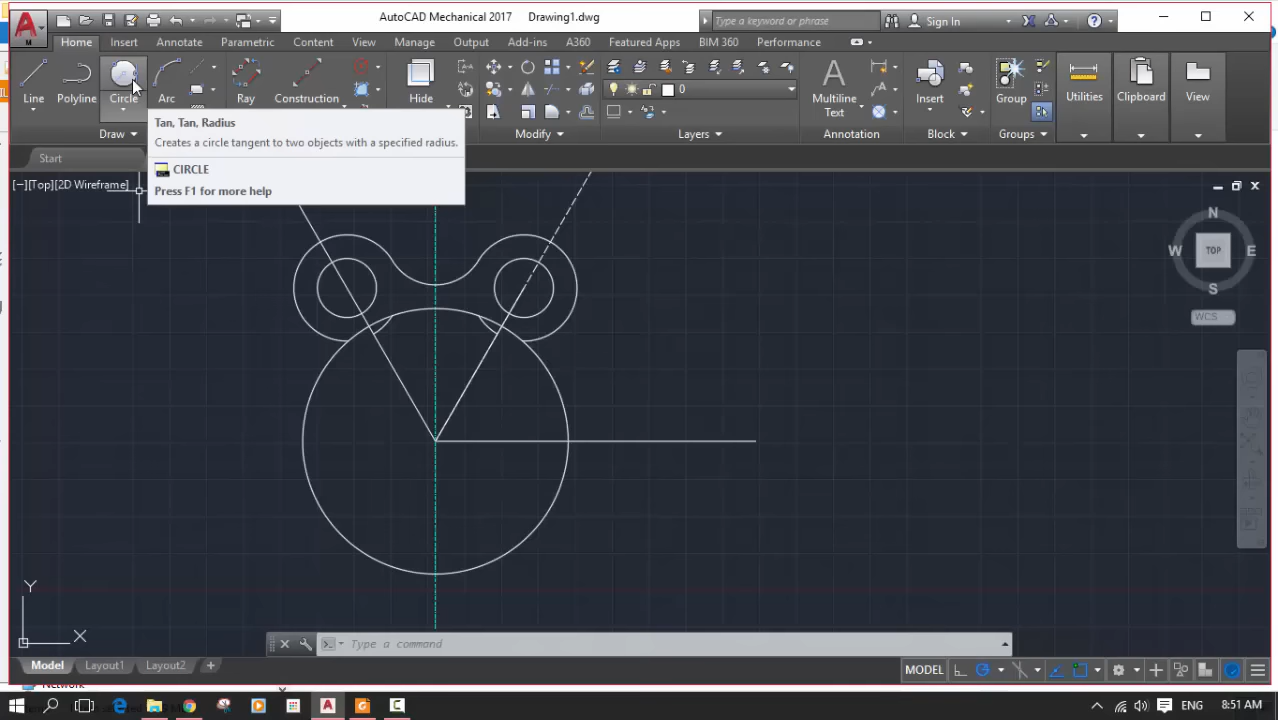 AutoCAD Mechanical 2017 Drawing1.dwg
Type a keyword or phrase
Sign In
M
Home Insert Annotate Parametric Content View Manage Output Add-ins A360 Featured Apps BIM 360 Performance
Line Polyline Circle Arc Ray Construction Hide
0
Multiline
Text
Insert Group Utilities Clipboard View
Draw Modify Layers Annotation Block Groups
Tan, Tan, Radius
Creates a circle tangent to two objects with a specified radius.
CIRCLE
Press F1 for more help
Start
[−][Top][2D Wireframe]
N
W TOP E
S
WCS
Y
X
Type a command
Model Layout1 Layout2 +
MODEL
Network
ENG 8:51 AM